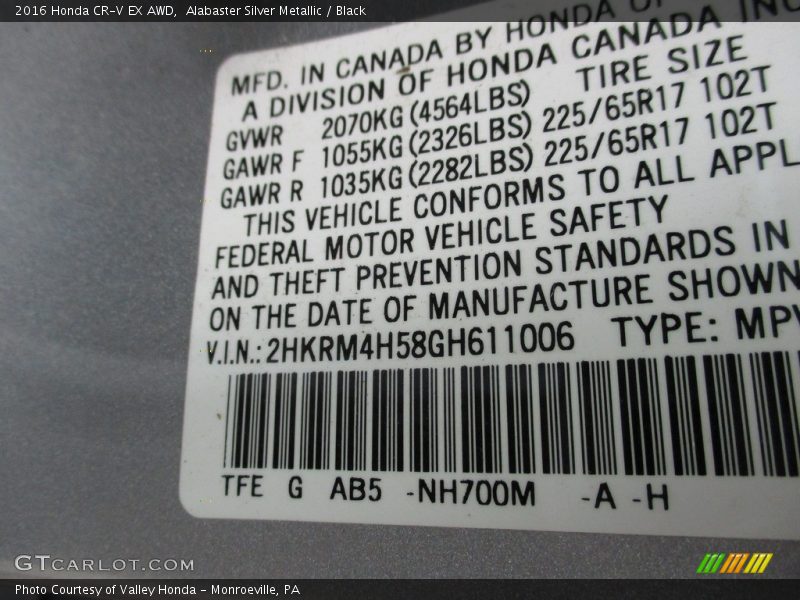 2016 Honda CR-V EX AWD,  Alabaster Silver Metallic / Black
MFD. IN CANADA BY HONDA OF
A DIVISION OF HONDA CANADA INC
GVWR 2070KG (4564LBS) TIRE SIZE
GAWR F 1055KG (2326LBS) 225/65R17 102T
GAWR R 1035KG (2282LBS) 225/65R17 102T
THIS VEHICLE CONFORMS TO ALL APPL
FEDERAL MOTOR VEHICLE SAFETY
AND THEFT PREVENTION STANDARDS IN
ON THE DATE OF MANUFACTURE SHOWN
V.I.N.: 2HKRM4H58GH611006 TYPE: MPV
TFE G AB5 -NH700M -A -H
GTCARLOT.COM
Photo Courtesy of Valley Honda - Monroeville, PA